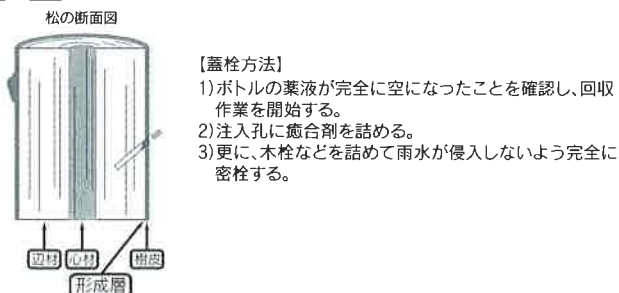 松の断面図
【蓋栓方法】
1)ボトルの薬液が完全に空になったことを確認し、回収
作業を開始する。
2)注入孔に癒合剤を詰める。
3)更に、木栓などを詰めて雨水が侵入しないよう完全に
密栓する。
辺材 心材 樹皮
形成層